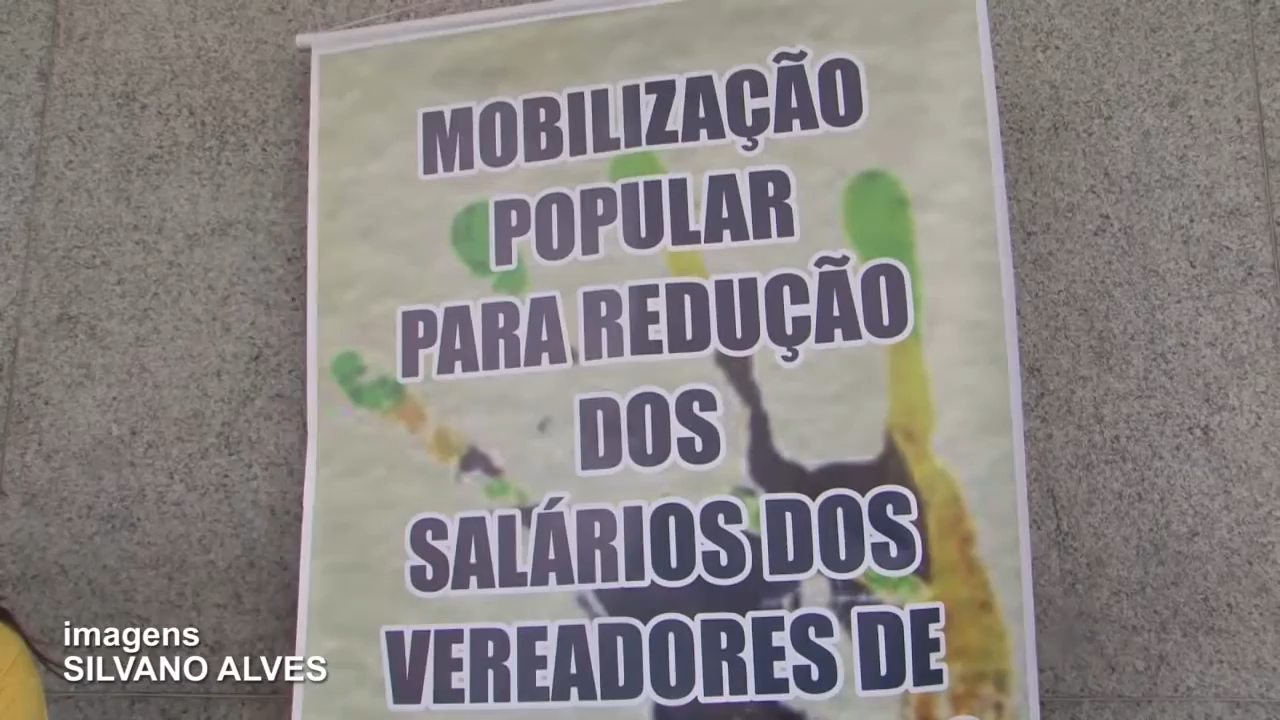 MOBILIZAÇÃO
POPULAR
PARA REDUÇÃO
DOS
SALÁRIOS DOS
VEREADORES DE
imagens
SILVANO ALVES